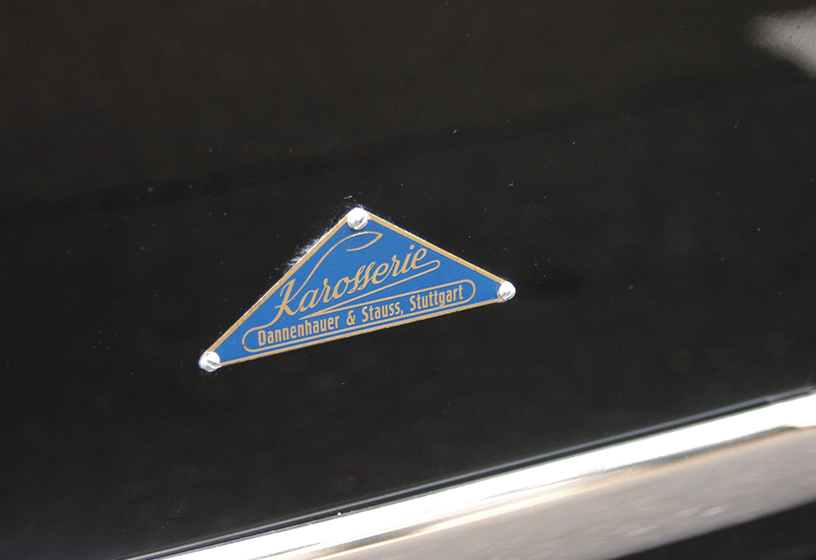 Karosserie
Dannenhauer & Stauss, Stuttgart